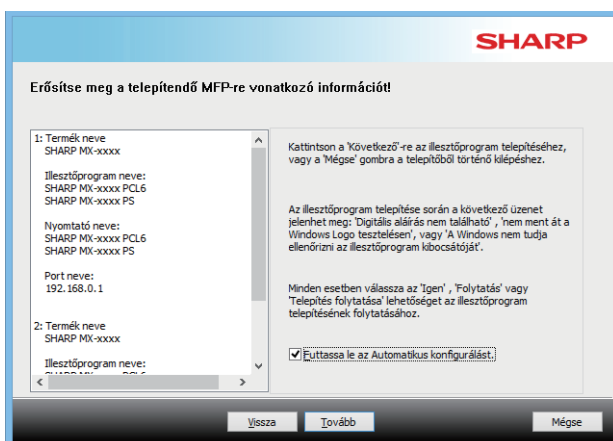 SHARP
Erősítse meg a telepítendő MFP-re vonatkozó információt!
1: Termék neve
SHARP MX-xxxx
Illesztőprogram neve:
SHARP MX-xxxx PCL6
SHARP MX-xxxx PS
Nyomtató neve:
SHARP MX-xxxx PCL6
SHARP MX-xxxx PS
Port neve:
192.168.0.1
2: Termék neve
SHARP MX-xxxx
Illesztőprogram neve:
Kattintson a 'Következő'-re az illesztőprogram telepítéséhez,
vagy a 'Mégse' gombra a telepítőből történő kilépéshez.
Az illesztőprogram telepítése során a következő üzenet
jelenhet meg: 'Digitális aláírás nem található' , 'nem ment át a
Windows Logo tesztelésen', vagy 'A Windows nem tudja
ellenőrizni az illesztőprogram kibocsátóját'.
Minden esetben válassza az 'Igen' , 'Folytatás' vagy
'Telepítés folytatása' lehetőséget az illesztőprogram
telepítésének folytatásához.
Futtassa le az Automatikus konfigurálást.
Vissza
Tovább
Mégse